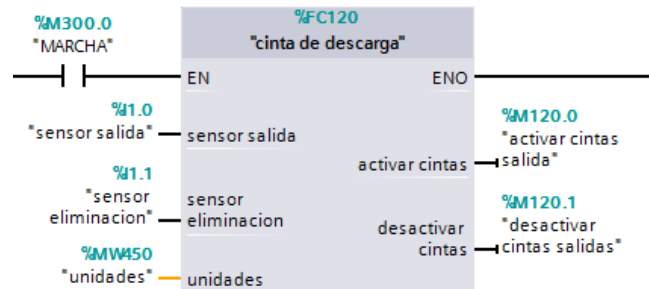 %M300.0
"MARCHA"
%FC120
"cinta de descarga"
EN
ENO
%I1.0
"sensor salida"
sensor salida
%M120.0
"activar cintas
salida"
activar cintas
%I1.1
"sensor
eliminacion"
sensor
eliminacion
%M120.1
"desactivar
cintas salidas"
desactivar
cintas
%MW450
"unidades"
unidades